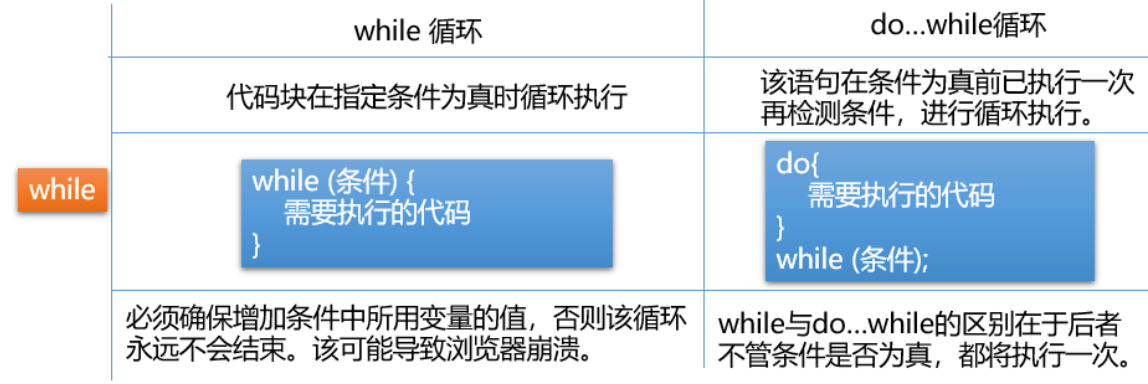 while 循环
do...while循环
代码块在指定条件为真时循环执行
该语句在条件为真前已执行一次
再检测条件，进行循环执行。
while
while (条件) {
需要执行的代码
}
do{
需要执行的代码
}
while (条件);
必须确保增加条件中所用变量的值，否则该循环
永远不会结束。该可能导致浏览器崩溃。
while与do...while的区别在于后者
不管条件是否为真，都将执行一次。